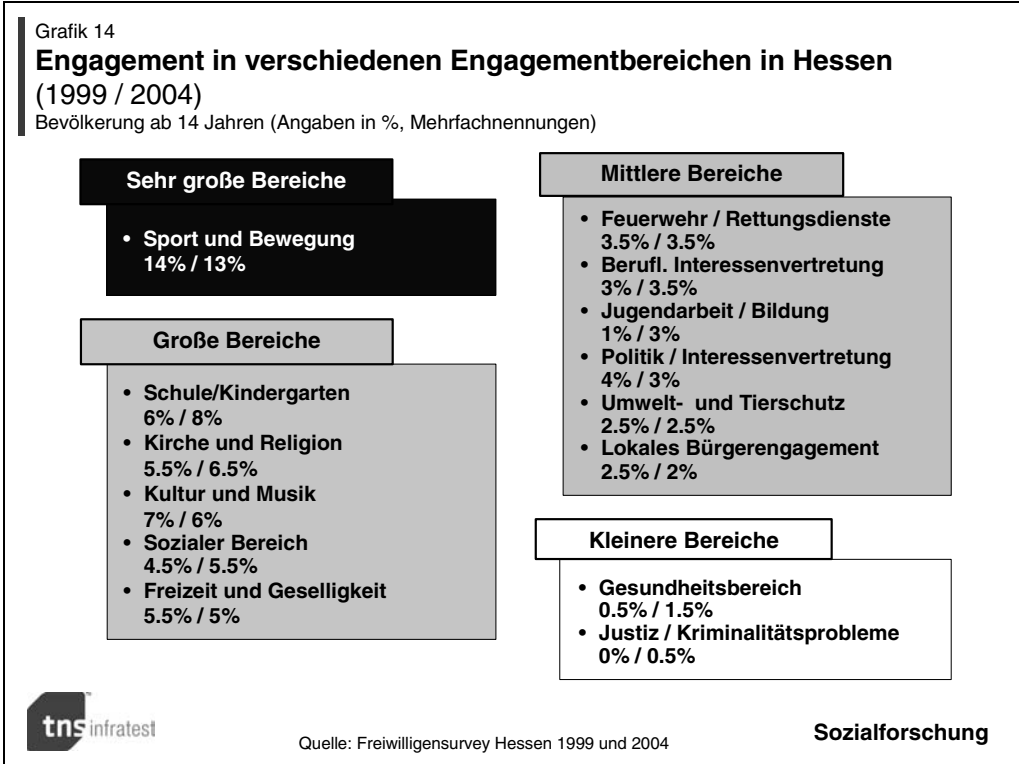 Grafik 14
Engagement in verschiedenen Engagementbereichen in Hessen
(1999 / 2004)
Bevölkerung ab 14 Jahren (Angaben in %, Mehrfachnennungen)
Sehr große Bereiche
• Sport und Bewegung
14% / 13%
Große Bereiche
• Schule/Kindergarten
6% / 8%
• Kirche und Religion
5.5% / 6.5%
• Kultur und Musik
7% / 6%
• Sozialer Bereich
4.5% / 5.5%
• Freizeit und Geselligkeit
5.5% / 5%
Mittlere Bereiche
• Feuerwehr / Rettungsdienste
3.5% / 3.5%
• Berufl. Interessenvertretung
3% / 3.5%
• Jugendarbeit / Bildung
1% / 3%
• Politik / Interessenvertretung
4% / 3%
• Umwelt- und Tierschutz
2.5% / 2.5%
• Lokales Bürgerengagement
2.5% / 2%
Kleinere Bereiche
• Gesundheitsbereich
0.5% / 1.5%
• Justiz / Kriminalitätsprobleme
0% / 0.5%
tns infratest
Quelle: Freiwilligensurvey Hessen 1999 und 2004
Sozialforschung